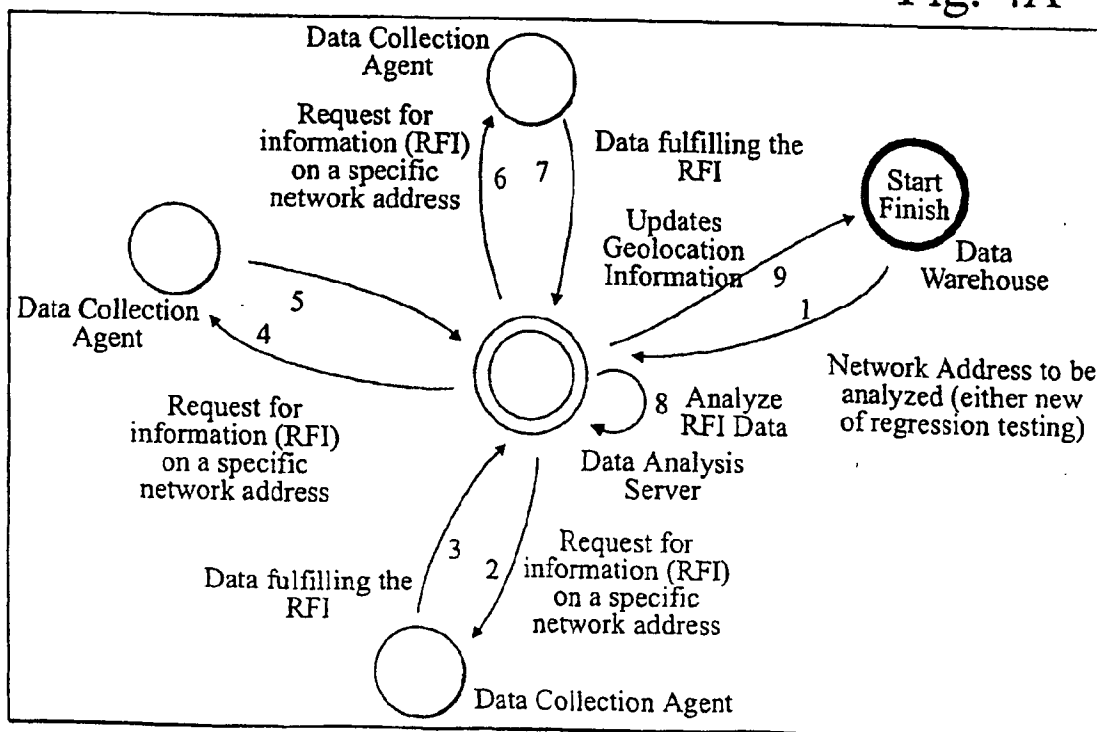 Fig. 4A
Data Collection
Agent
Request for
information (RFI)
on a specific
network address
6
7
Data fulfilling the
RFI
Start
Finish
Data
Warehouse
Updates
Geolocation
Information
9
1
Data Collection
Agent
5
4
Network Address to be
analyzed (either new
of regression testing)
8
Analyze
RFI Data
Data Analysis
Server
Request for
information (RFI)
on a specific
network address
3
2
Data fulfilling the
RFI
Request for
information (RFI)
on a specific
network address
Data Collection Agent